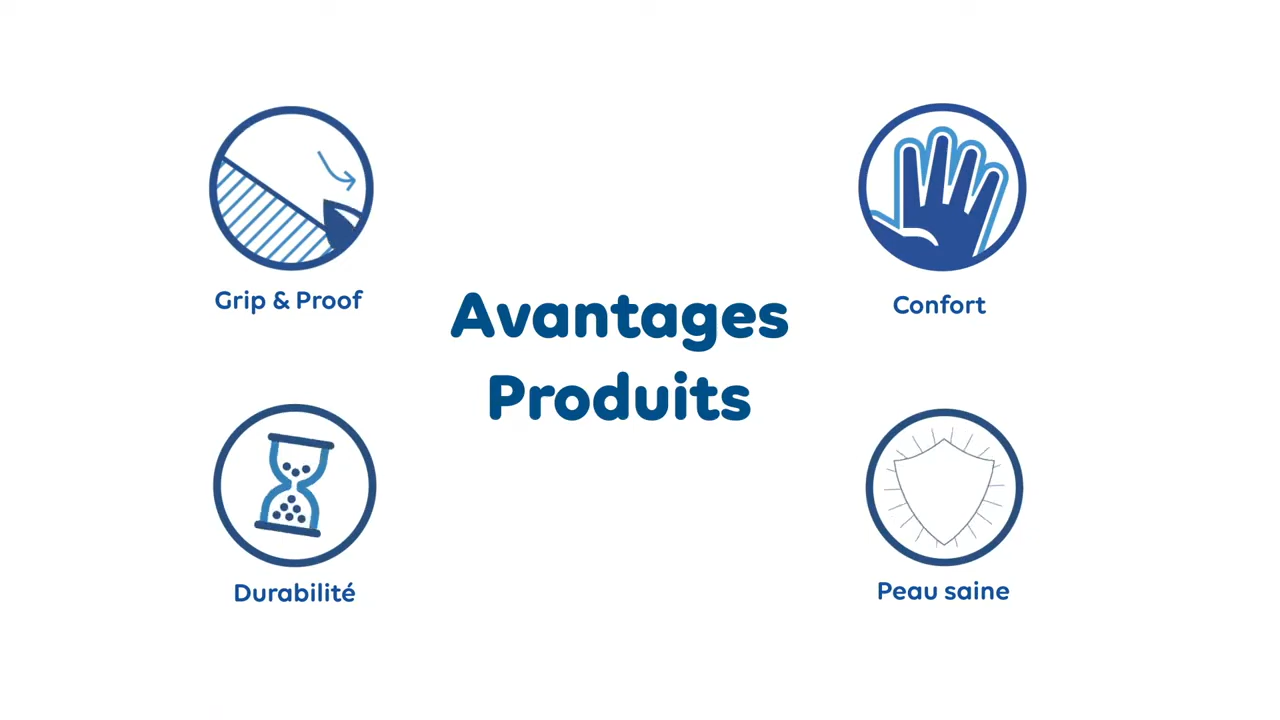 Grip & Proof
Confort
Avantages
Produits
Durabilité
Peau saine